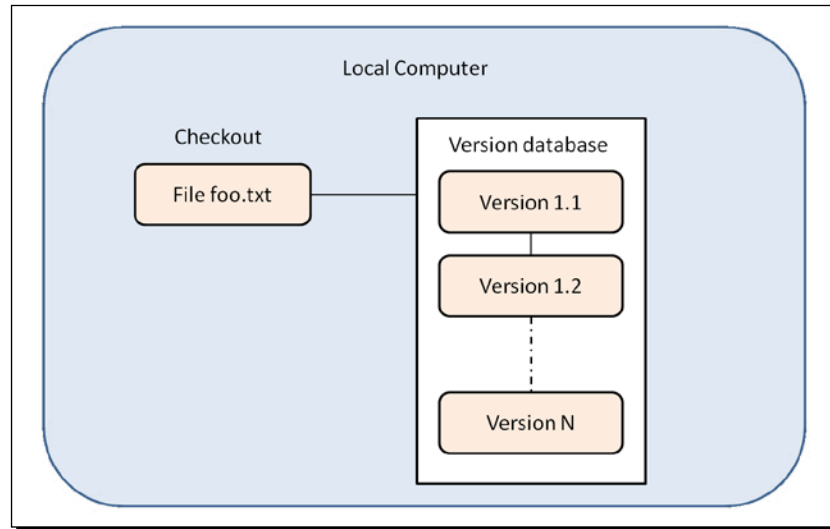 Local Computer
Checkout
File foo.txt
Version database
Version 1.1
Version 1.2
Version N